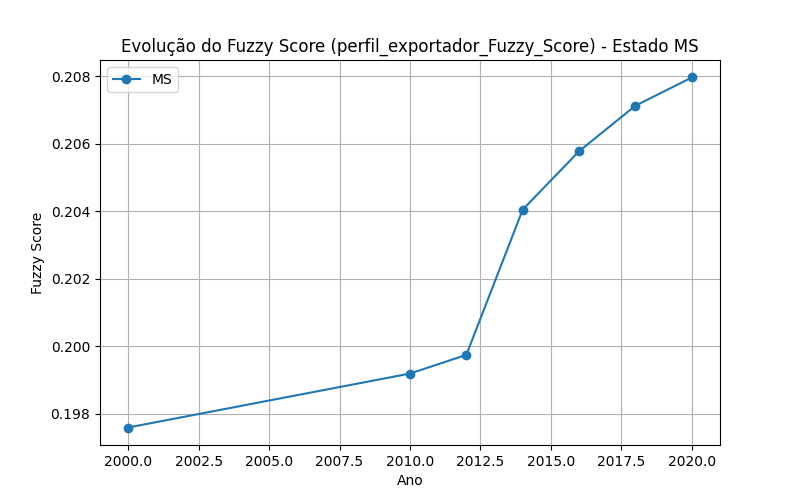 Evolução do Fuzzy Score (perfil_exportador_Fuzzy_Score) - Estado MS
MS
0.208
0.206
0.204
0.202
0.200
0.198
Fuzzy Score
2000.0 2002.5 2005.0 2007.5 2010.0 2012.5 2015.0 2017.5 2020.0
Ano